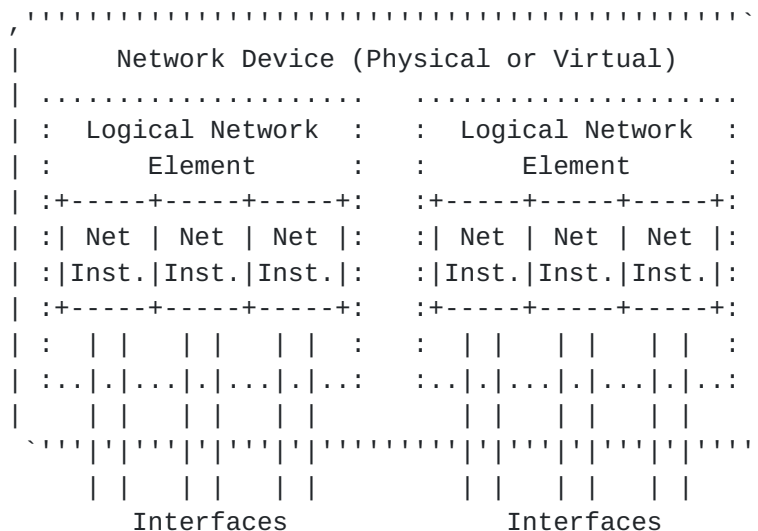 ,'''''''''''''''''''''''''''''''''''''''''''''''`
|      Network Device (Physical or Virtual)
| .....................   .....................
| :  Logical Network  :   :  Logical Network  :
| :      Element      :   :      Element      :
| :+-----+-----+-----+:   :+-----+-----+-----+:
| :| Net | Net | Net |:   :| Net | Net | Net |:
| :|Inst.|Inst.|Inst.|:   :|Inst.|Inst.|Inst.|:
| :+-----+-----+-----+:   :+-----+-----+-----+:
| :  | |   | |   | |  :   :  | |   | |   | |  :
| :..|.|...|.|...|.|..:   :..|.|...|.|...|.|..:
|    | |   | |   | |         | |   | |   | |
 `'''|'|'''|'|'''|'|'''''''''|'|'''|'|'''|'|''''
     | |   | |   | |         | |   | |   | |
       Interfaces              Interfaces